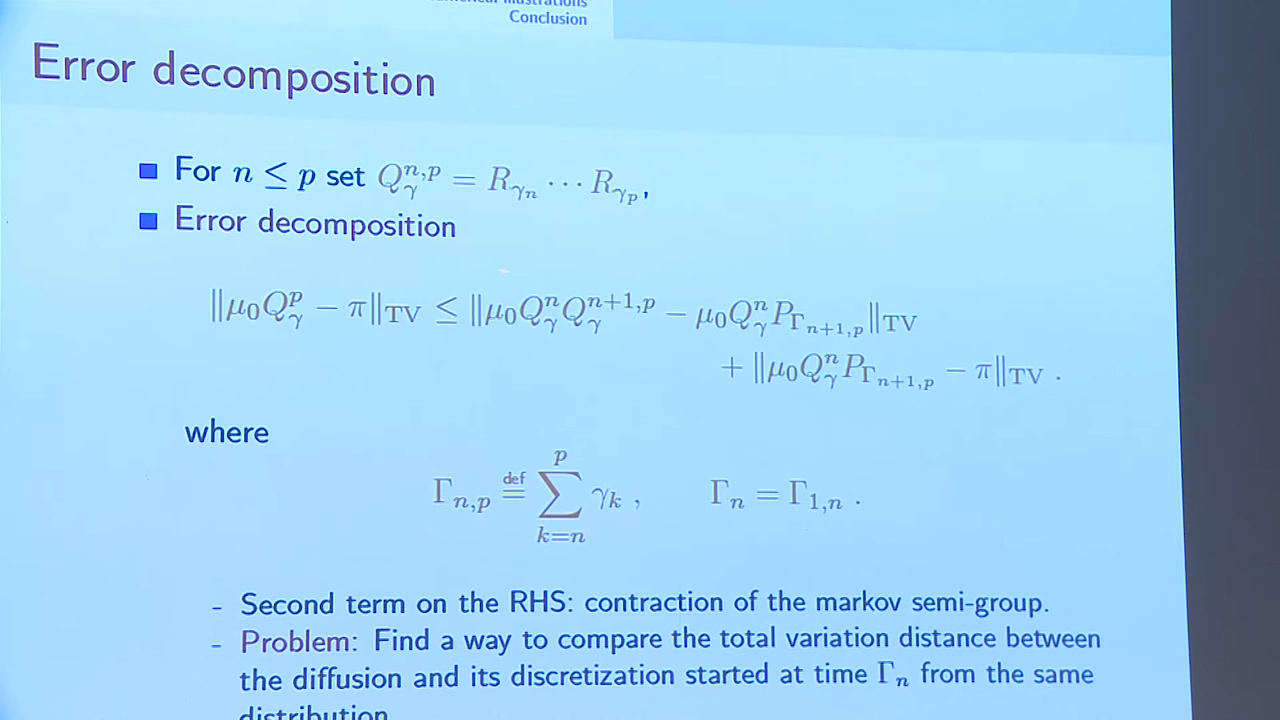 Conclusion
Error decomposition
For n ≤ p set Q_γ^{n,p} = R_{γ_n} ⋯ R_{γ_p},
Error decomposition
‖μ_0 Q_γ^p − π‖_TV ≤ ‖μ_0 Q_γ^n Q_γ^{n+1,p} − μ_0 Q_γ^n P_{Γ_{n+1,p}}‖_TV
+ ‖μ_0 Q_γ^n P_{Γ_{n+1,p}} − π‖_TV .
where
Γ_{n,p} def= ∑_{k=n}^{p} γ_k , Γ_n = Γ_{1,n} .
- Second term on the RHS: contraction of the markov semi-group.
- Problem: Find a way to compare the total variation distance between
the diffusion and its discretization started at time Γ_n from the same
distribution